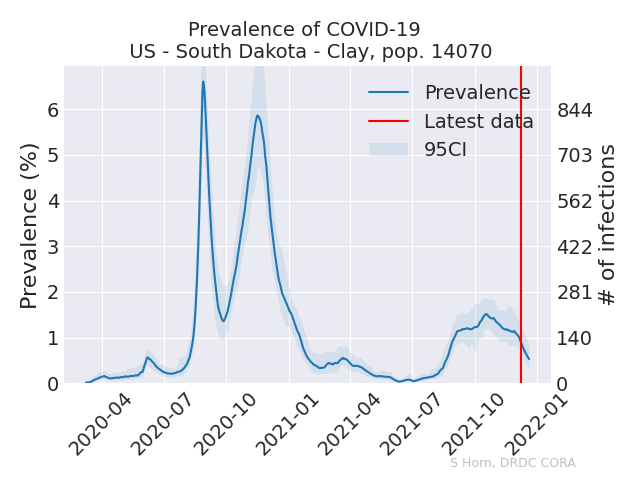 Prevalence of COVID-19
US - South Dakota - Clay, pop. 14070
Prevalence
Latest data
95CI
Prevalence (%)
6
5
4
3
2
1
0
844
703
562
422
281
140
0
# of infections
2020-04
2020-07
2020-10
2021-01
2021-04
2021-07
2021-10
2022-01
S Horn, DRDC CORA